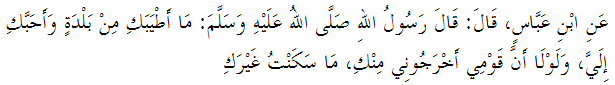 عَنِ ابْنِ عَبَّاسٍ، قَالَ: قَالَ رَسُولُ اللهِ صَلَّى اللهُ عَلَيْهِ وَسَلَّمَ: مَا أَطْيَبَكِ مِنْ بَلْدَةٍ وَأَحَبَّكِ
إِلَيَّ، وَلَوْلَا أَنَّ قَوْمِي أَخْرَجُونِي مِنْكِ، مَا سَكَنْتُ غَيْرَكِ